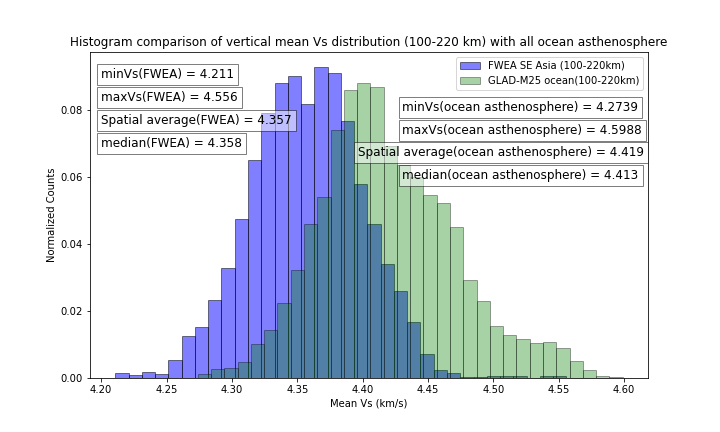 Histogram comparison of vertical mean Vs distribution (100-220 km) with all ocean asthenosphere
FWEA SE Asia (100-220km)
GLAD-M25 ocean(100-220km)
minVs(FWEA) = 4.211
maxVs(FWEA) = 4.556
Spatial average(FWEA) = 4.357
median(FWEA) = 4.358
minVs(ocean asthenosphere) = 4.2739
maxVs(ocean asthenosphere) = 4.5988
Spatial average(ocean asthenosphere) = 4.419
median(ocean asthenosphere) = 4.413
Normalized Counts
0.08
0.06
0.04
0.02
0.00
4.20 4.25 4.30 4.35 4.40 4.45 4.50 4.55 4.60
Mean Vs (km/s)